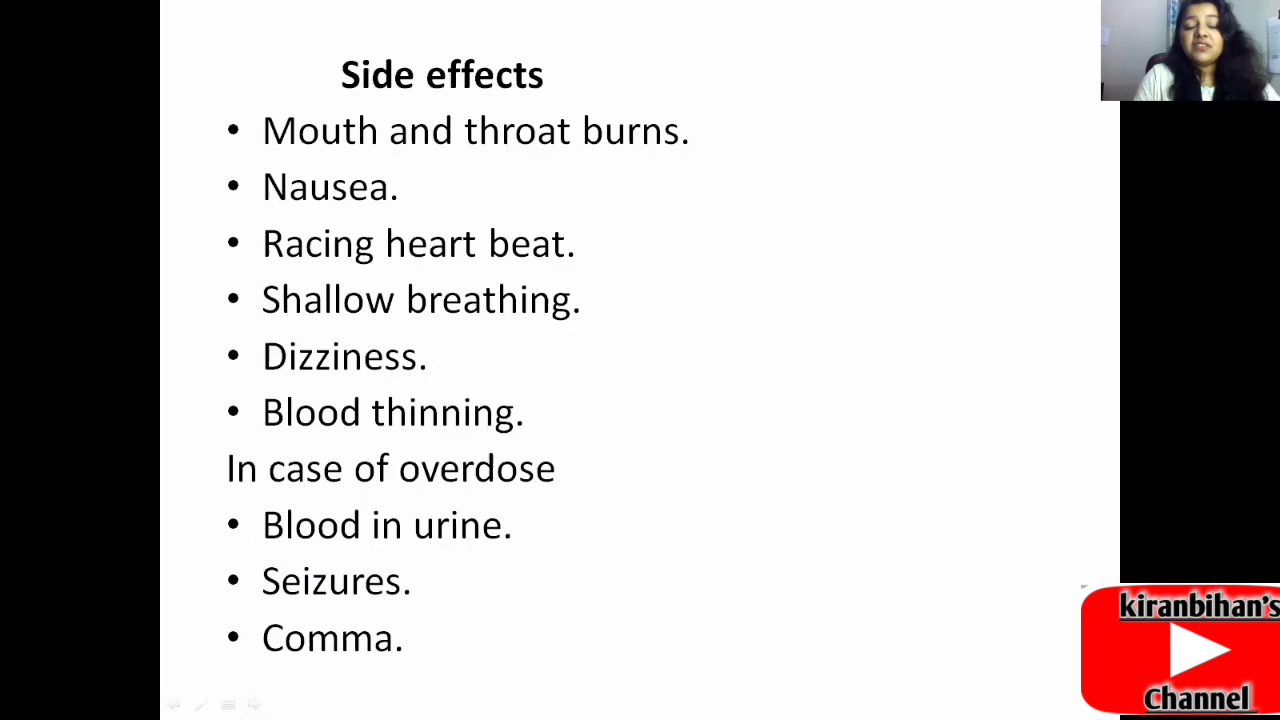 Side effects
• Mouth and throat burns.
• Nausea.
• Racing heart beat.
• Shallow breathing.
• Dizziness.
• Blood thinning.
In case of overdose
• Blood in urine.
• Seizures.
• Comma.
kiranbihan's
Channel